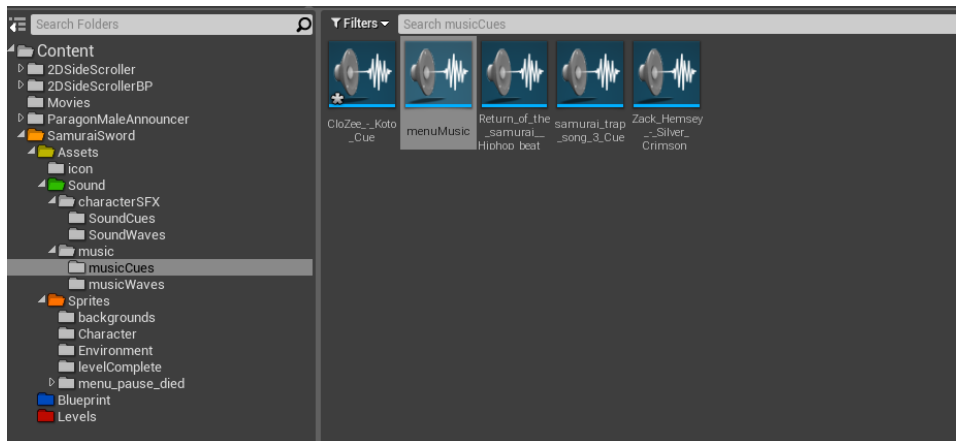 Search Folders
Content
2DSideScroller
2DSideScrollerBP
Movies
ParagonMaleAnnouncer
SamuraiSword
Assets
icon
Sound
characterSFX
SoundCues
SoundWaves
music
musicCues
musicWaves
Sprites
backgrounds
Character
Environment
levelComplete
menu_pause_died
Blueprint
Levels
Filters
Search musicCues
CloZee_-_Koto
_Cue
menuMusic
Return_of_the
_samurai__
Hiphop_beat
samurai_trap
_song_3_Cue
Zack_Hemsey
_-_Silver_
Crimson